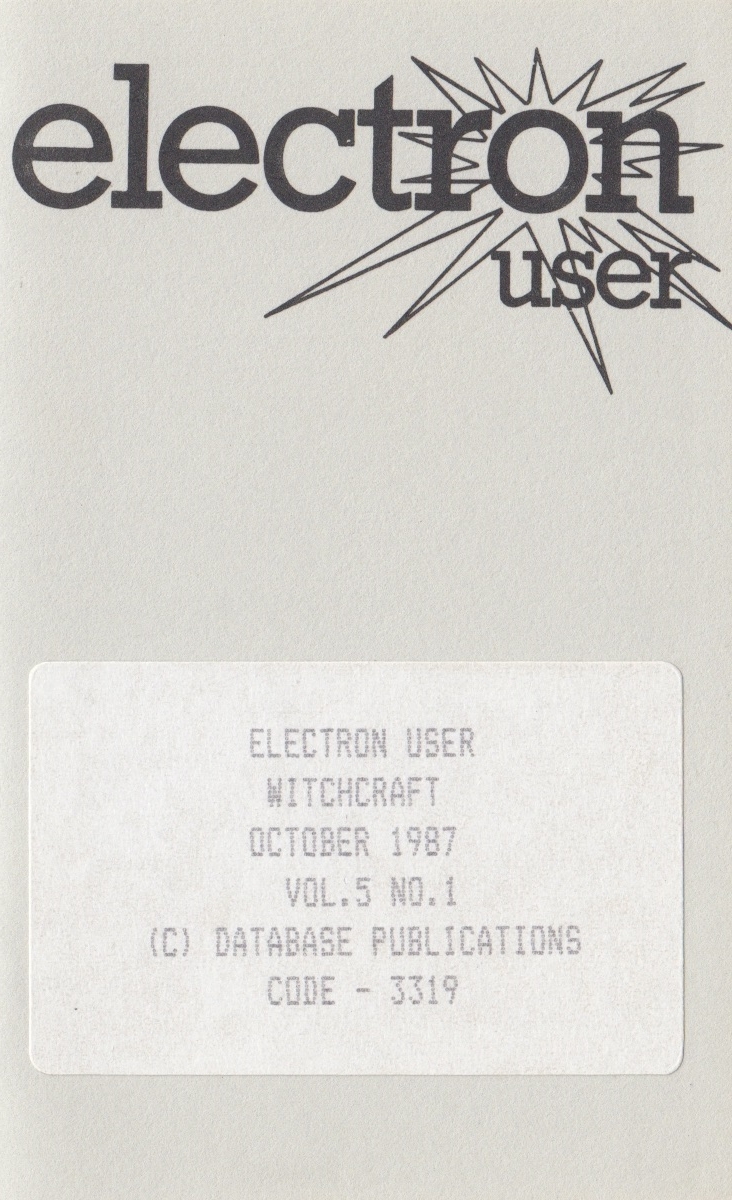 electron
user
ELECTRON USER
WITCHCRAFT
OCTOBER 1987
VOL.5 NO.1
(C) DATABASE PUBLICATIONS
CODE - 3319